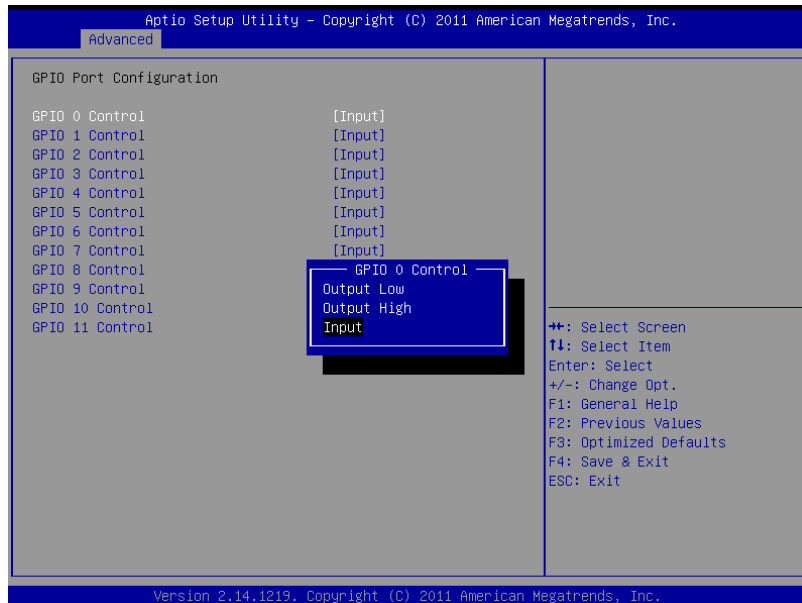 Aptio Setup Utility – Copyright (C) 2011 American Megatrends, Inc.
Advanced
GPIO Port Configuration
GPIO 0 Control [Input]
GPIO 1 Control [Input]
GPIO 2 Control [Input]
GPIO 3 Control [Input]
GPIO 4 Control [Input]
GPIO 5 Control [Input]
GPIO 6 Control [Input]
GPIO 7 Control [Input]
GPIO 8 Control
GPIO 9 Control
GPIO 10 Control
GPIO 11 Control
GPIO 0 Control
Output Low
Output High
Input
→←: Select Screen
↑↓: Select Item
Enter: Select
+/-: Change Opt.
F1: General Help
F2: Previous Values
F3: Optimized Defaults
F4: Save & Exit
ESC: Exit
Version 2.14.1219. Copyright (C) 2011 American Megatrends, Inc.